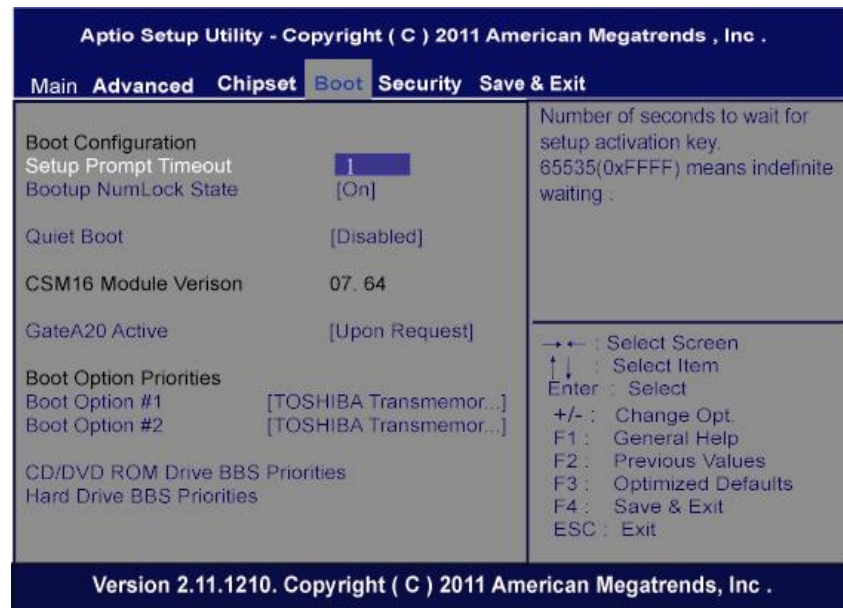 Aptio Setup Utility - Copyright ( C ) 2011 American Megatrends , Inc .
Main Advanced Chipset Boot Security Save & Exit
Boot Configuration
Setup Prompt Timeout 1
Bootup NumLock State [On]
Quiet Boot [Disabled]
CSM16 Module Verison 07. 64
GateA20 Active [Upon Request]
Boot Option Priorities
Boot Option #1 [TOSHIBA Transmemor...]
Boot Option #2 [TOSHIBA Transmemor...]
CD/DVD ROM Drive BBS Priorities
Hard Drive BBS Priorities
Number of seconds to wait for
setup activation key.
65535(0xFFFF) means indefinite
waiting .
→← : Select Screen
↑↓ : Select Item
Enter : Select
+/- : Change Opt.
F1 : General Help
F2 : Previous Values
F3 : Optimized Defaults
F4 : Save & Exit
ESC : Exit
Version 2.11.1210. Copyright ( C ) 2011 American Megatrends, Inc .